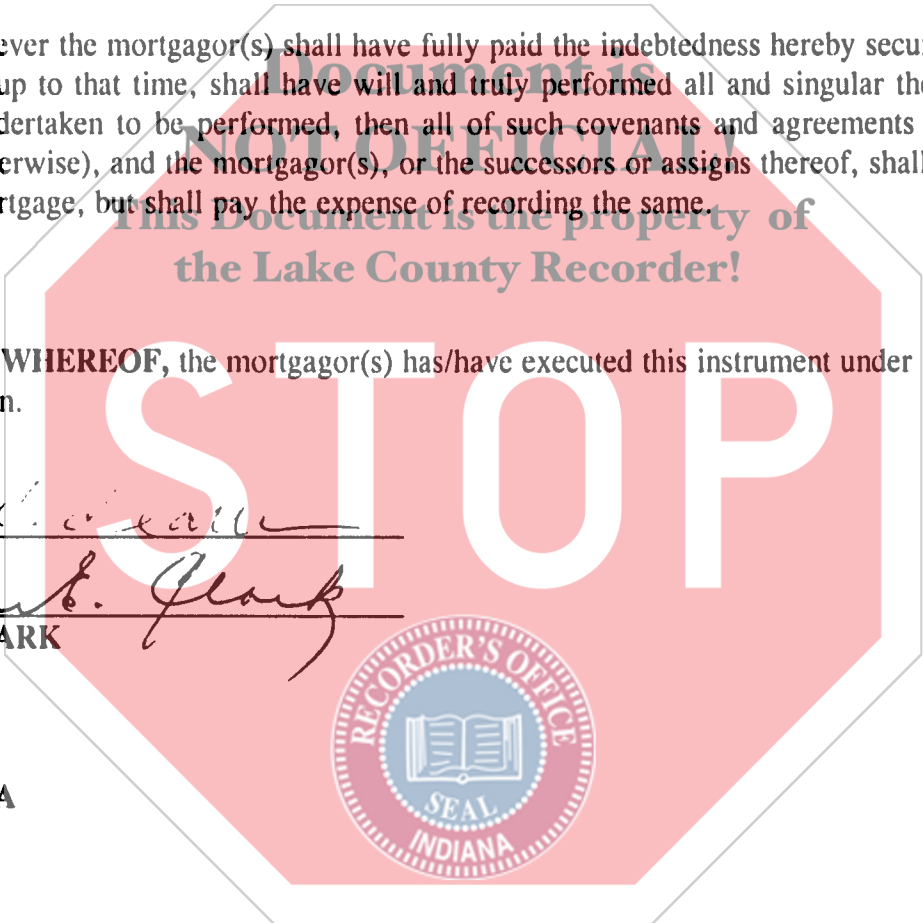 ever the mortgagor(s) shall have fully paid the indebtedness hereby secu
Document is
up to that time, shall have will and truly performed all and singular the
dertaken to be performed, then all of such covenants and agreements
NOT OFFICIAL!
erwise), and the mortgagor(s), or the successors or assigns thereof, shall
rtgage, but shall pay the expense of recording the same.
This Document is the property of
the Lake County Recorder!
WHEREOF, the mortgagor(s) has/have executed this instrument under
n.
STOP
E. Clark
ARK
RECORDER'S OFFICE
SEAL
INDIANA
A